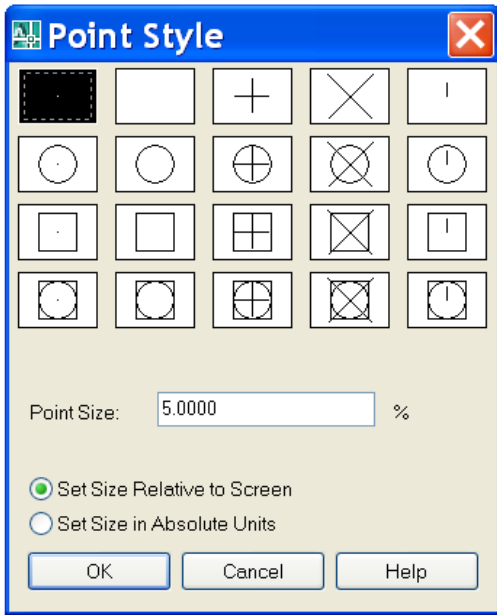 Point Style
Point Size: 5.0000 %
Set Size Relative to Screen
Set Size in Absolute Units
OK Cancel Help